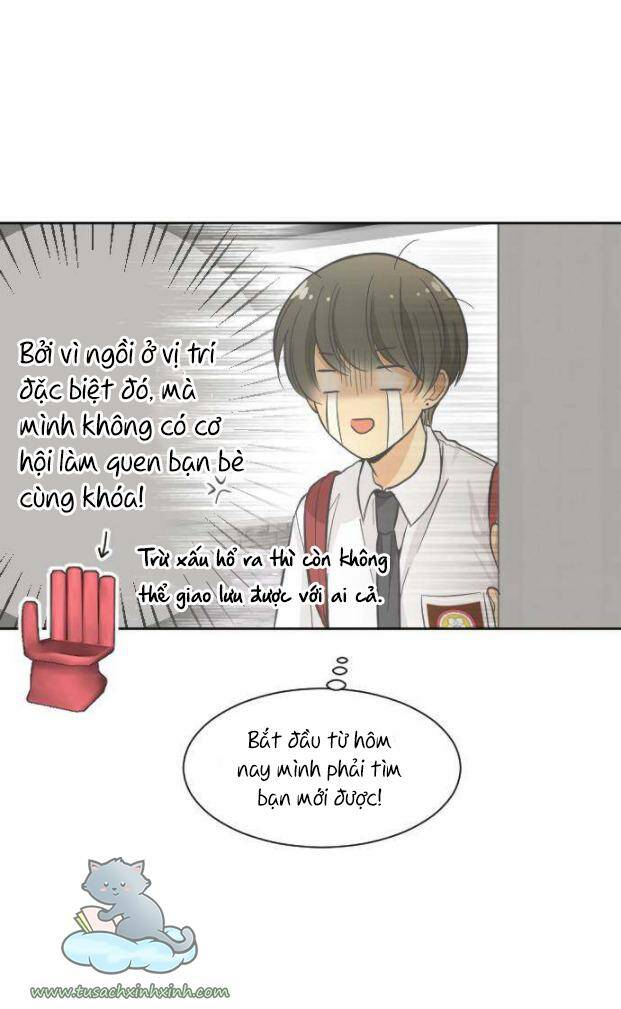 Bởi vì ngồi ở vị trí
đặc biệt đó, mà
mình không có cơ
hội làm quen bạn bè
cùng khóa!
Trừ xấu hổ ra thì còn không
thể giao lưu được với ai cả.
Bắt đầu từ hôm
nay mình phải tìm
bạn mới được!
www.tusachxinhxinh.com